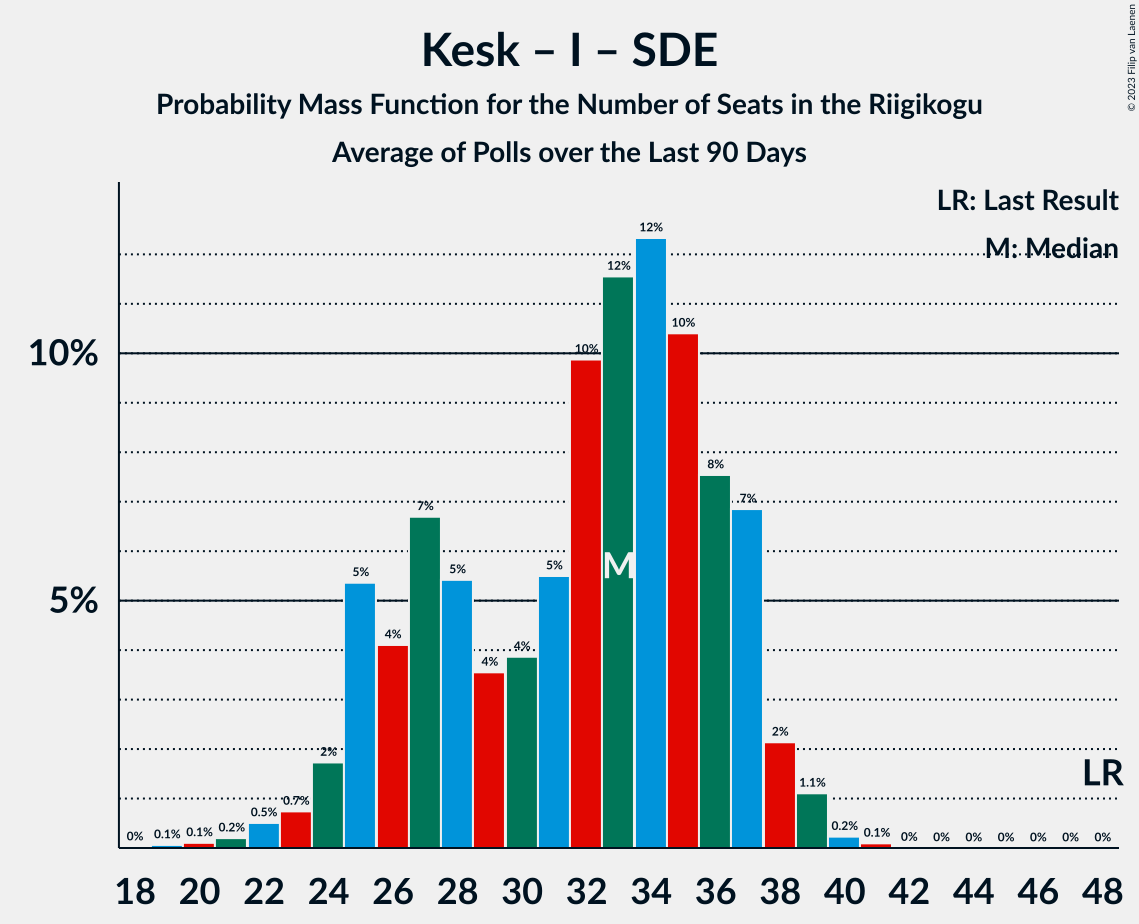 Kesk – I – SDE
Probability Mass Function for the Number of Seats in the Riigikogu
Average of Polls over the Last 90 Days
© 2023 Filip van Laenen
LR: Last Result
M: Median
10%
5%
0% 0.1% 0.1% 0.2% 0.5% 0.7% 2% 5% 4% 7% 5% 4% 4% 5% 10% 12% 12% 10% 8% 7% 2% 1.1% 0.2% 0.1% 0% 0% 0% 0% 0% 0% 0%
M
LR
18 20 22 24 26 28 30 32 34 36 38 40 42 44 46 48